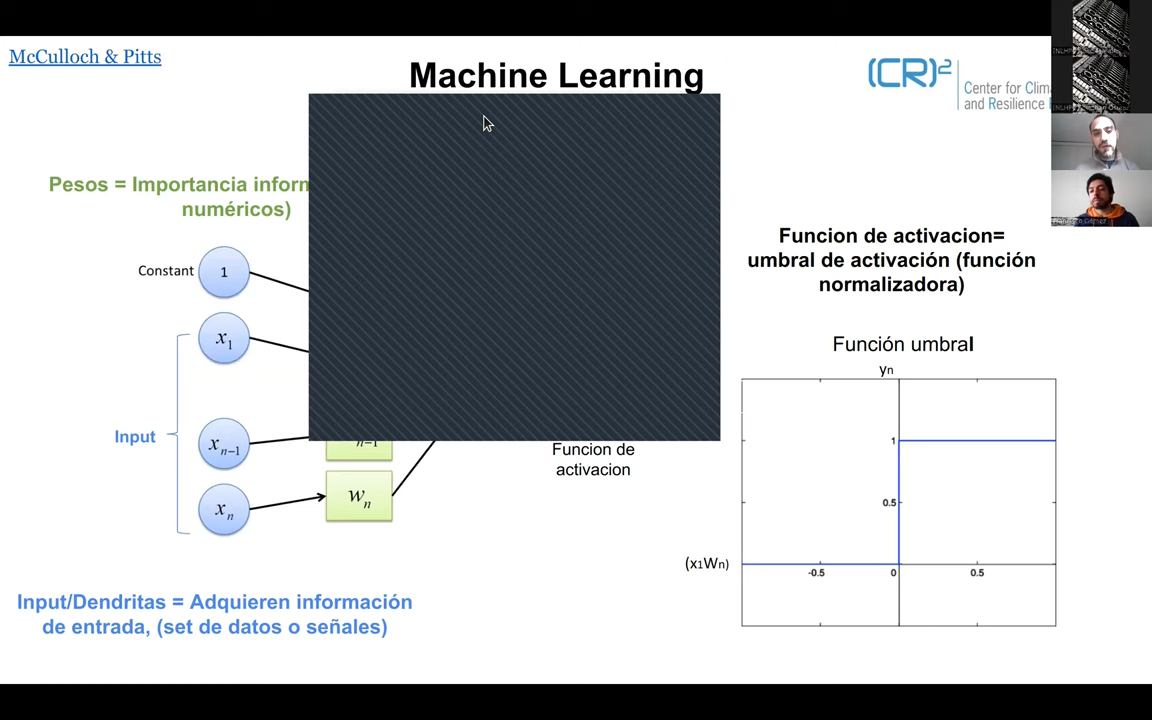 McCulloch & Pitts
Machine Learning
(CR)²
Center for Clim
and Resilience
Pesos = Importancia inform
numéricos)
Funcion de activacion=
umbral de activación (función
normalizadora)
Constant
1
x1
Input
xn−1
xn
n−1
wn
Funcion de
activacion
Función umbral
yn
1
0.5
(x1Wn)
-0.5
0
0.5
Input/Dendritas = Adquieren información
de entrada, (set de datos o señales)